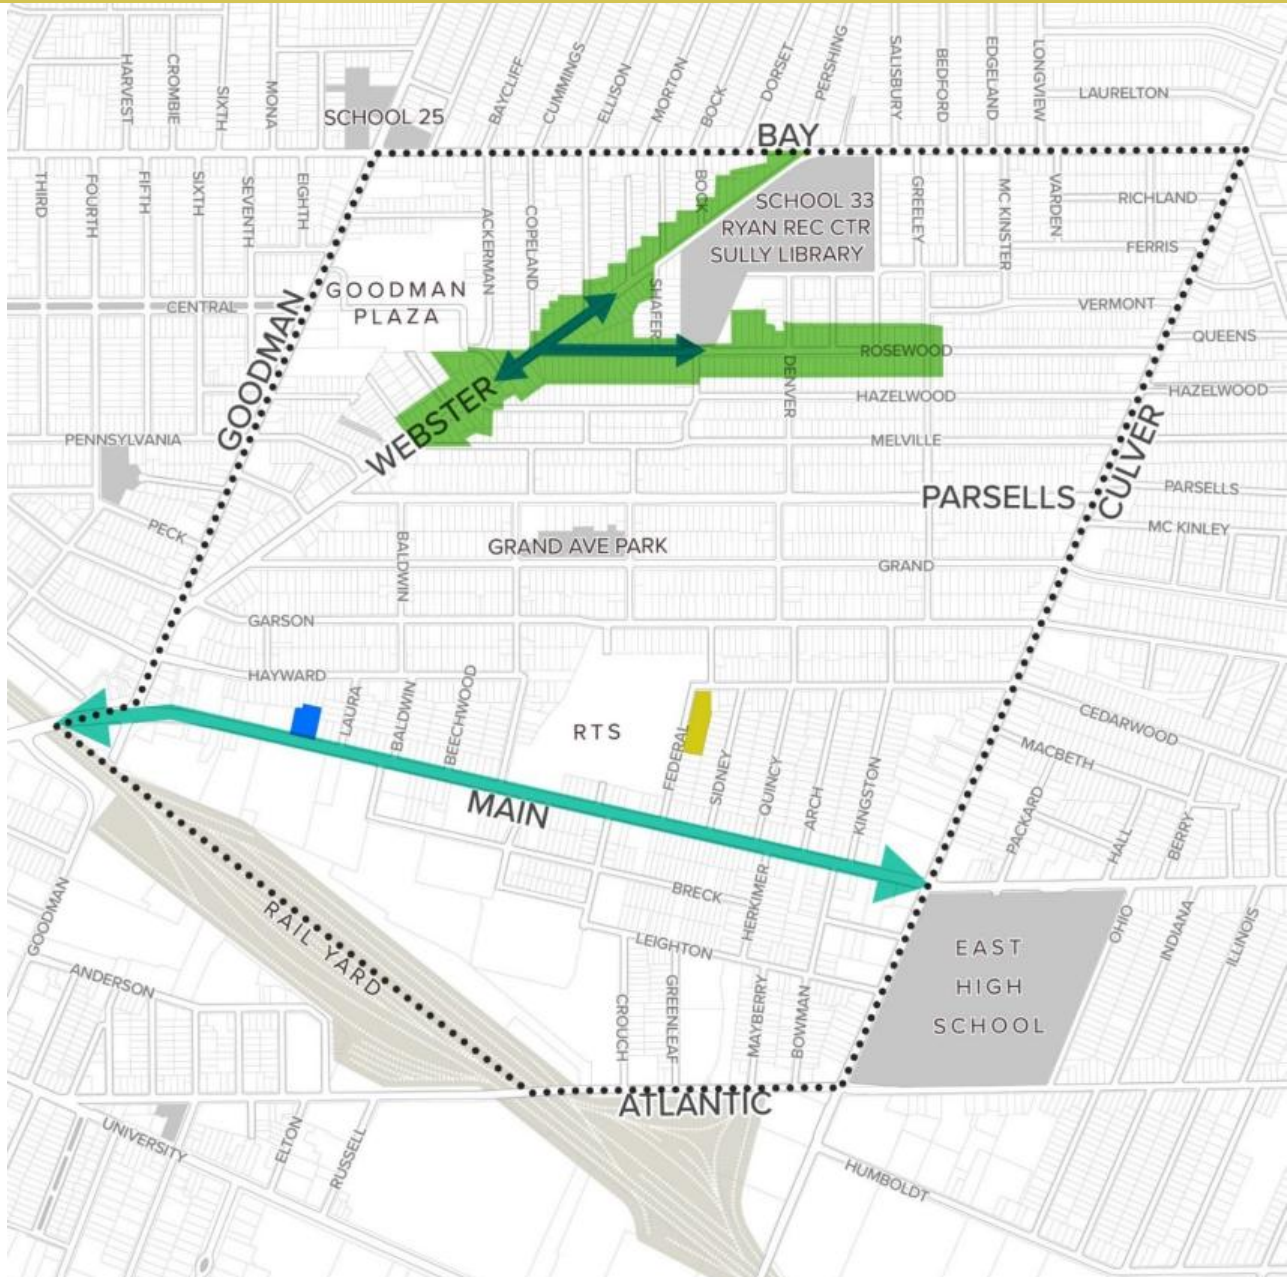 HARVEST
CROMBIE
SIXTH
MONA
SCHOOL 25
BAYCLIFF
CUMMINGS
ELLISON
MORTON
BOCK
DORSET
PERSHING
SALISBURY
BEDFORD
EDGELAND
LONGVIEW
LAURELTON
BAY
THIRD
FOURTH
FIFTH
SIXTH
SEVENTH
EIGHTH
ACKERMAN
COPELAND
BOCK
SCHOOL 33
RYAN REC CTR
SULLY LIBRARY
GREELEY
MC KINSTER
VARDEN
RICHLAND
FERRIS
CENTRAL
GOODMAN
GOODMAN
PLAZA
SHAFER
VERMONT
QUEENS
ROSEWOOD
DENVER
HAZELWOOD
HAZELWOOD
WEBSTER
PENNSYLVANIA
MELVILLE
CULVER
PARSELLS
PARSELLS
MC KINLEY
PECK
BALDWIN
GRAND AVE PARK
GRAND
GARSON
HAYWARD
LAURA
BALDWIN
BEECHWOOD
RTS
FEDERAL
SIDNEY
QUINCY
ARCH
KINGSTON
CEDARWOOD
MACBETH
PACKARD
HALL
BERRY
MAIN
BRECK
HERKIMER
LEIGHTON
GOODMAN
RAIL YARD
ANDERSON
CROUCH
GREENLEAF
MAYBERRY
BOWMAN
EAST
HIGH
SCHOOL
OHIO
INDIANA
ILLINOIS
ATLANTIC
UNIVERSITY
ELTON
RUSSELL
HUMBOLDT